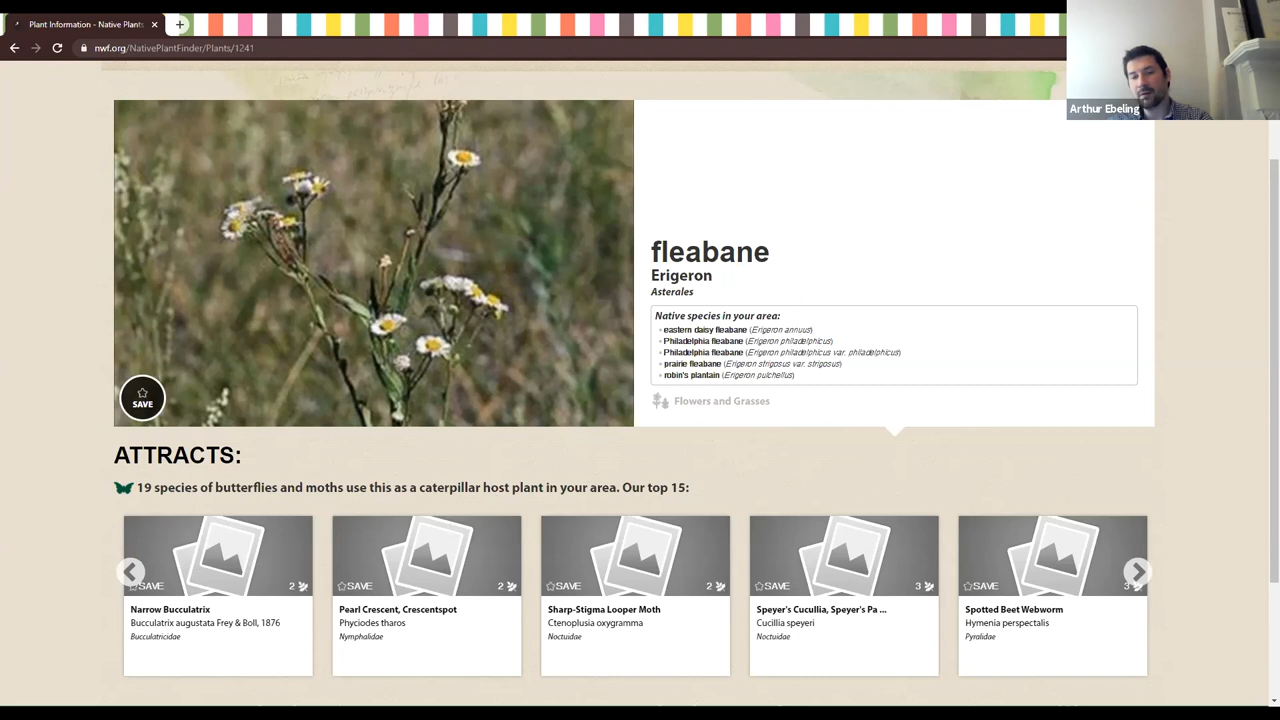 Plant Information - Native Plants
nwf.org/NativePlantFinder/Plants/1241
Arthur Ebeling
fleabane
Erigeron
Asterales
Native species in your area:
eastern daisy fleabane (Erigeron annuus)
Philadelphia fleabane (Erigeron philadelphicus)
Philadelphia fleabane (Erigeron philadelphicus var. philadelphicus)
prairie fleabane (Erigeron strigosus var. strigosus)
robin's plantain (Erigeron pulchellus)
Flowers and Grasses
SAVE
ATTRACTS:
19 species of butterflies and moths use this as a caterpillar host plant in your area. Our top 15:
SAVE 2
Narrow Bucculatrix
Bucculatrix augustata Frey & Boll, 1876
Bucculatricidae
SAVE 2
Pearl Crescent, Crescentspot
Phyciodes tharos
Nymphalidae
SAVE 2
Sharp-Stigma Looper Moth
Ctenoplusia oxygramma
Noctuidae
SAVE 3
Speyer's Cucullia, Speyer's Pa ...
Cucillia speyeri
Noctuidae
SAVE 3
Spotted Beet Webworm
Hymenia perspectalis
Pyralidae